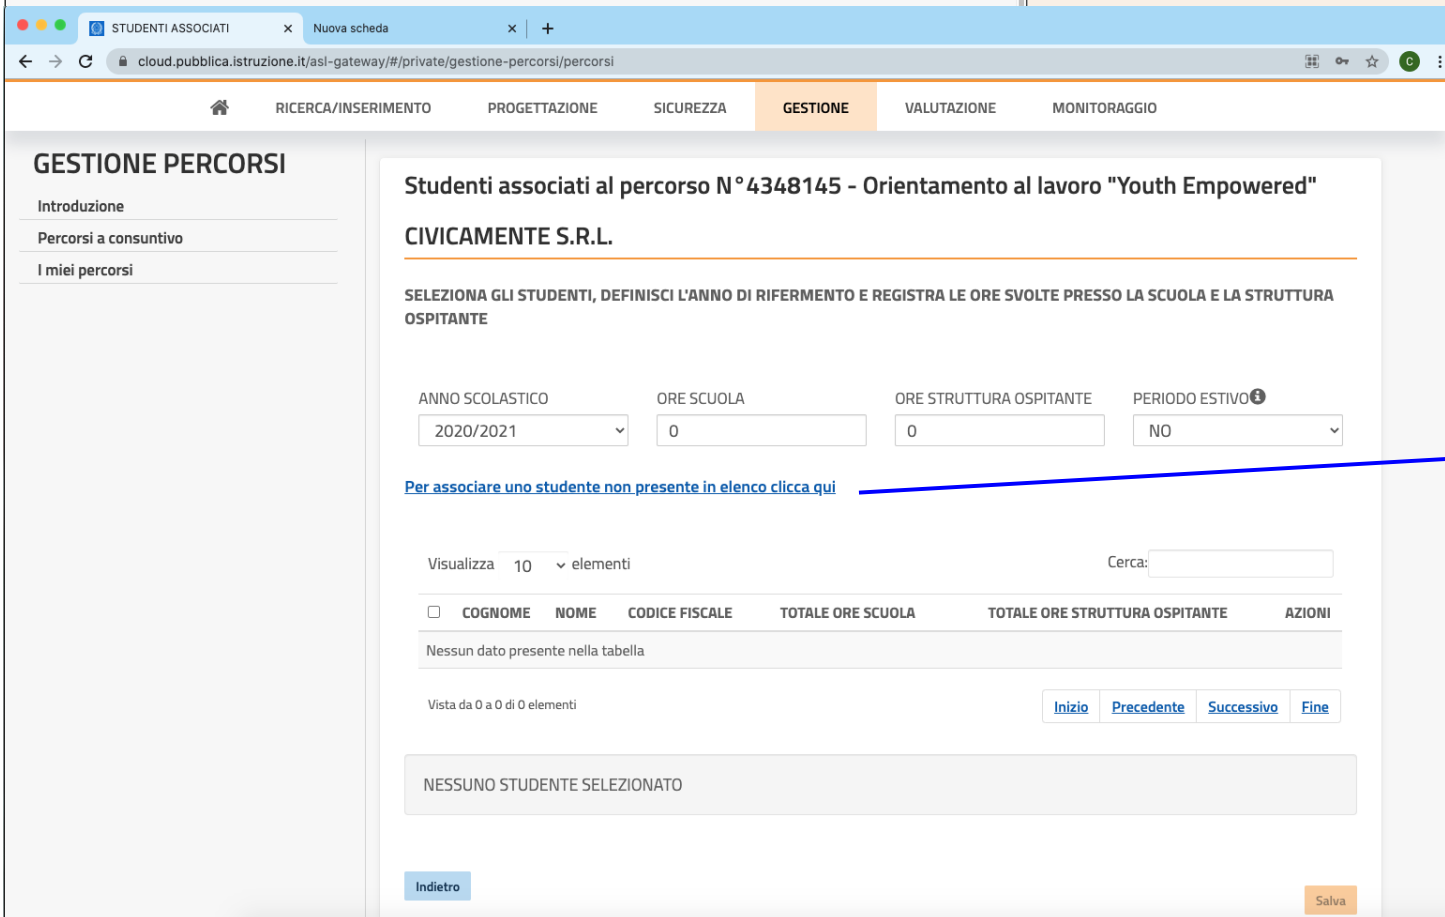 STUDENTI ASSOCIATI
Nuova scheda
cloud.pubblica.istruzione.it/asl-gateway/#/private/gestione-percorsi/percorsi
C
RICERCA/INSERIMENTO PROGETTAZIONE SICUREZZA GESTIONE VALUTAZIONE MONITORAGGIO
GESTIONE PERCORSI
Introduzione
Percorsi a consuntivo
I miei percorsi
Studenti associati al percorso N°4348145 - Orientamento al lavoro "Youth Empowered"
CIVICAMENTE S.R.L.
SELEZIONA GLI STUDENTI, DEFINISCI L'ANNO DI RIFERMENTO E REGISTRA LE ORE SVOLTE PRESSO LA SCUOLA E LA STRUTTURA
OSPITANTE
ANNO SCOLASTICO ORE SCUOLA ORE STRUTTURA OSPITANTE PERIODO ESTIVO
2020/2021 0 0 NO
Per associare uno studente non presente in elenco clicca qui
Visualizza 10 elementi Cerca:
COGNOME NOME CODICE FISCALE TOTALE ORE SCUOLA TOTALE ORE STRUTTURA OSPITANTE AZIONI
Nessun dato presente nella tabella
Vista da 0 a 0 di 0 elementi Inizio Precedente Successivo Fine
NESSUNO STUDENTE SELEZIONATO
Indietro
Salva